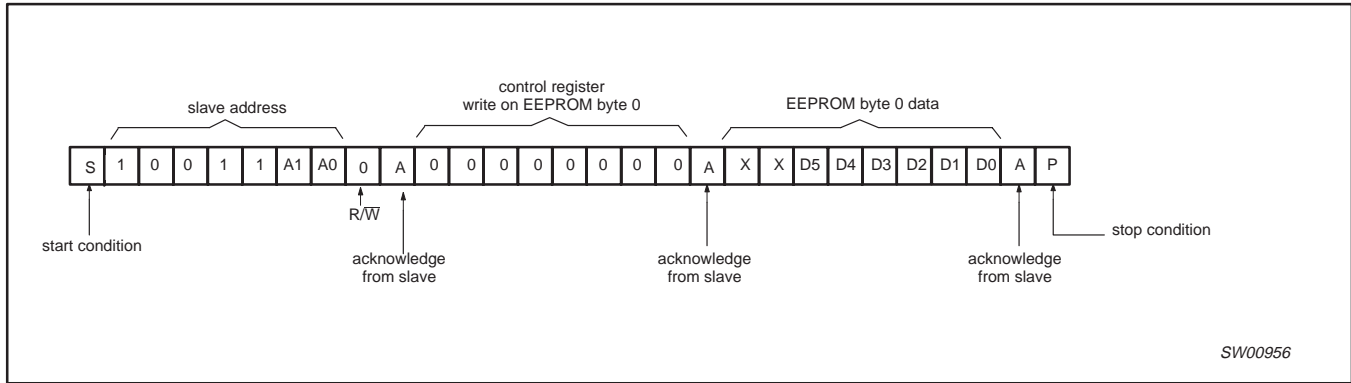 control register
slave address write on EEPROM byte 0 EEPROM byte 0 data
S 1 0 0 1 1 A1 A0 0 A 0 0 0 0 0 0 0 0 A X X D5 D4 D3 D2 D1 D0 A P
R/W̅
start condition stop condition
acknowledge acknowledge acknowledge
from slave from slave from slave
SW00956